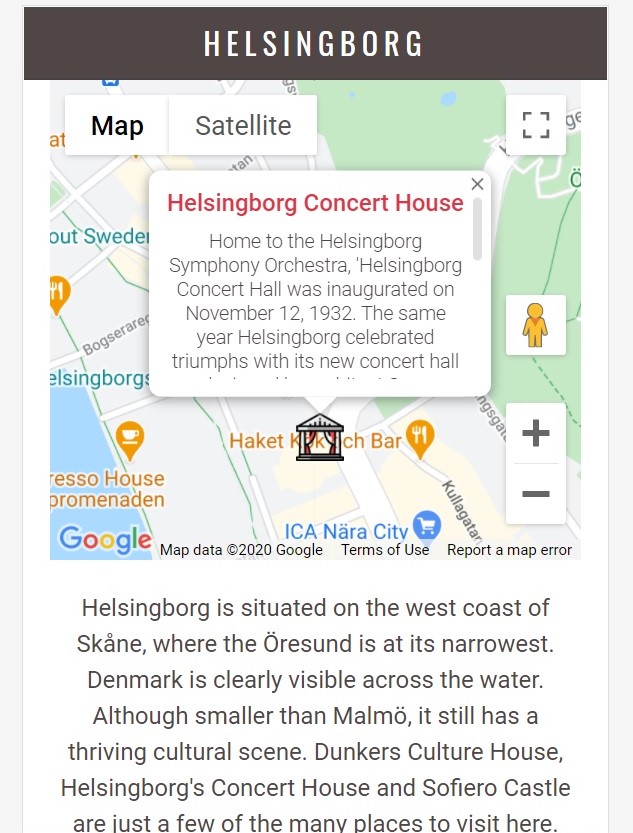 HELSINGBORG
Map
Satellite
Helsingborg Concert House
Home to the Helsingborg
Symphony Orchestra, 'Helsingborg
Concert Hall was inaugurated on
November 12, 1932. The same
year Helsingborg celebrated
triumphs with its new concert hall
out Sweden
Bogserareg
elsingborgs
Haket Kök och Bar
resso House
promenaden
ICA Nära City
Kullagatan
ngsgatan
Google
Map data ©2020 Google
Terms of Use
Report a map error
Helsingborg is situated on the west coast of
Skåne, where the Öresund is at its narrowest.
Denmark is clearly visible across the water.
Although smaller than Malmö, it still has a
thriving cultural scene. Dunkers Culture House,
Helsingborg's Concert House and Sofiero Castle
are just a few of the many places to visit here.